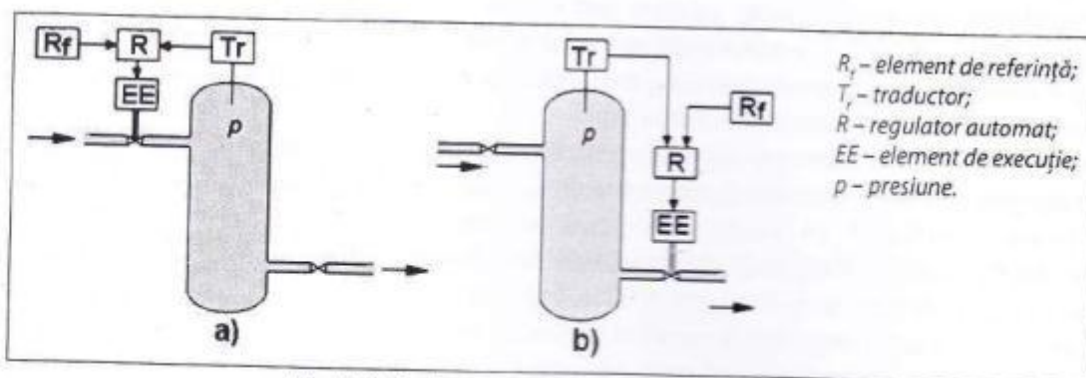 Rf R Tr
EE
p
a)
Tr
Rf
p
R
EE
b)
Rf – element de referință;
Tr – traductor;
R – regulator automat;
EE – element de execuție;
p – presiune.